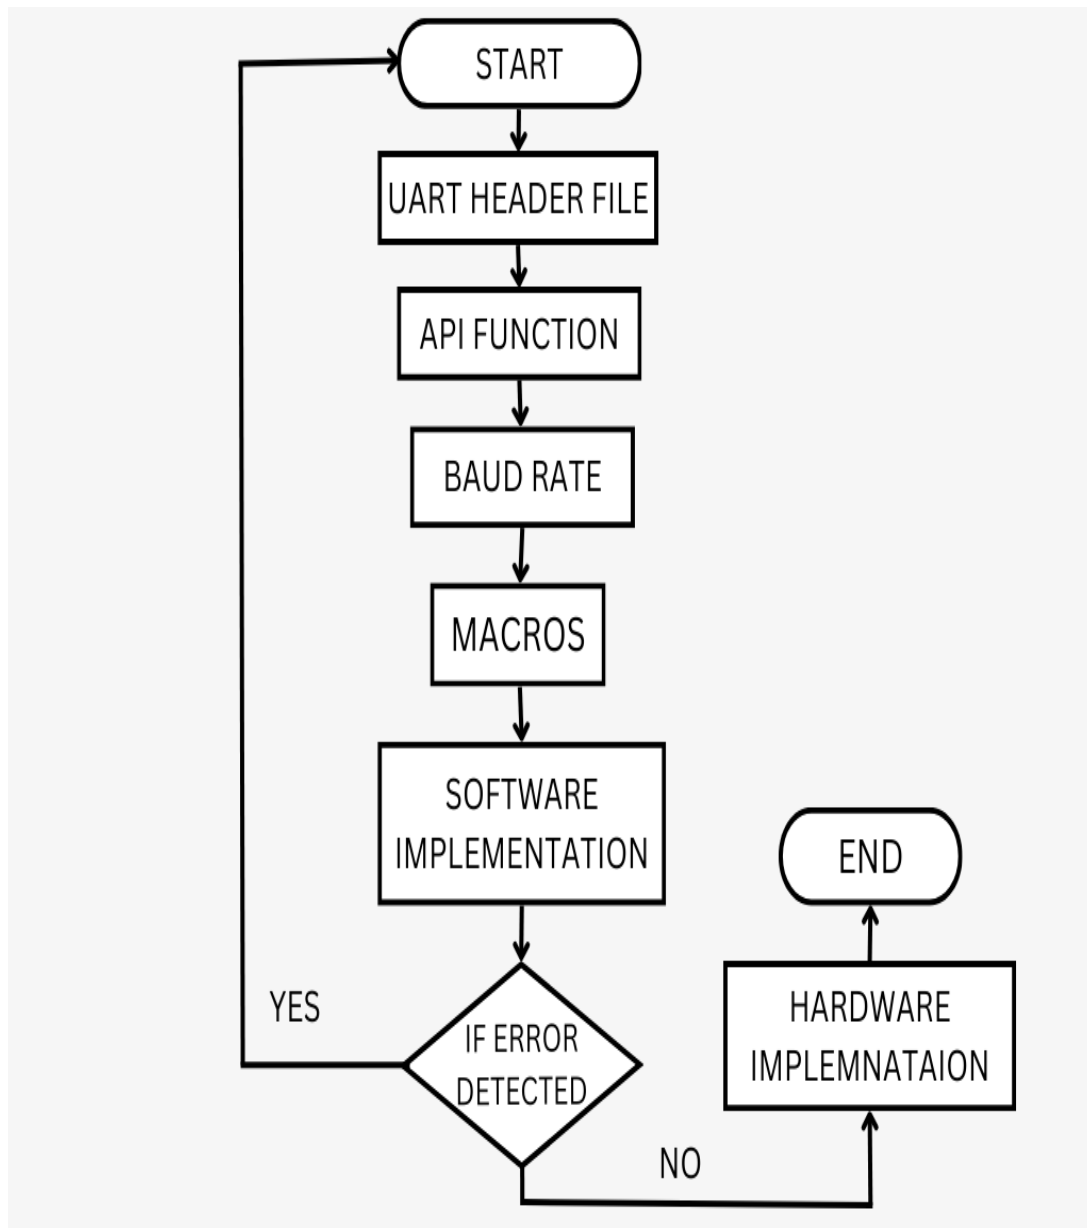 START
UART HEADER FILE
API FUNCTION
BAUD RATE
MACROS
SOFTWARE
IMPLEMENTATION
IF ERROR
DETECTED
YES
NO
HARDWARE
IMPLEMNATAION
END